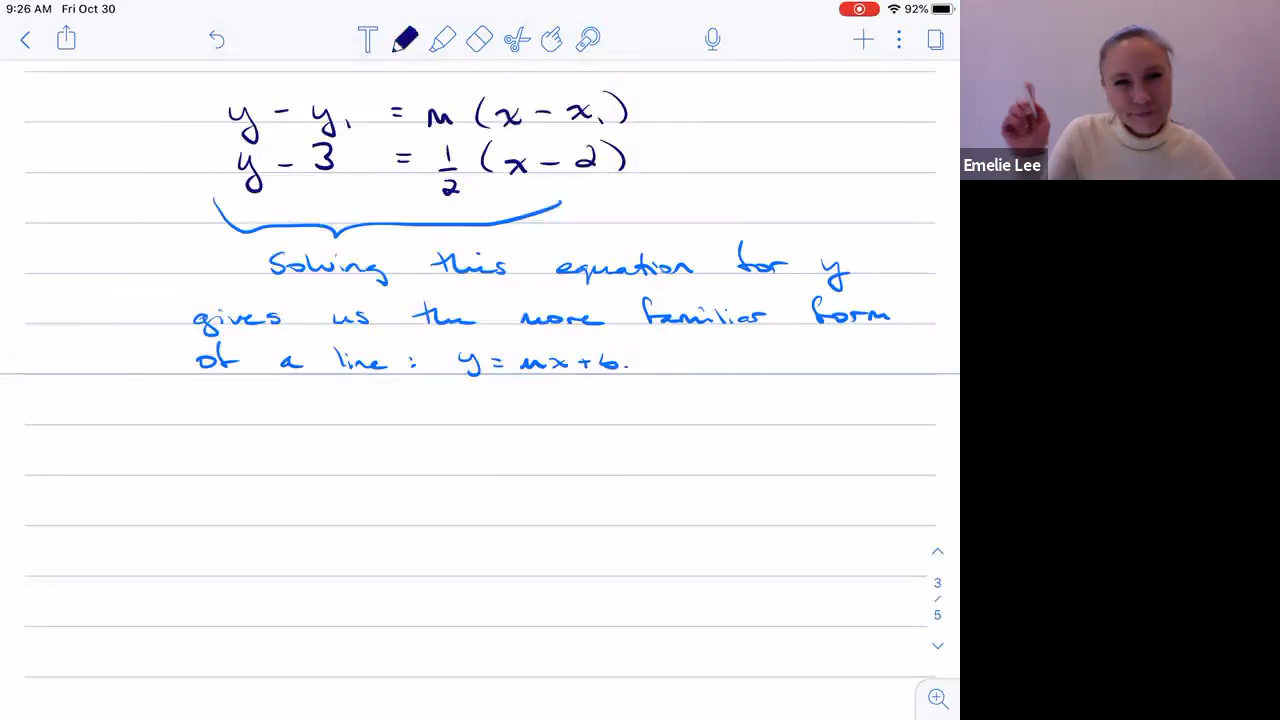 9:26 AM Fri Oct 30
92%
y - y₁ = m (x - x₁)
y - 3 = 1/2 (x - 2)
Solving this equation for y
gives us the more familiar form
of a line: y = mx + b.
3
/
5
Emelie Lee